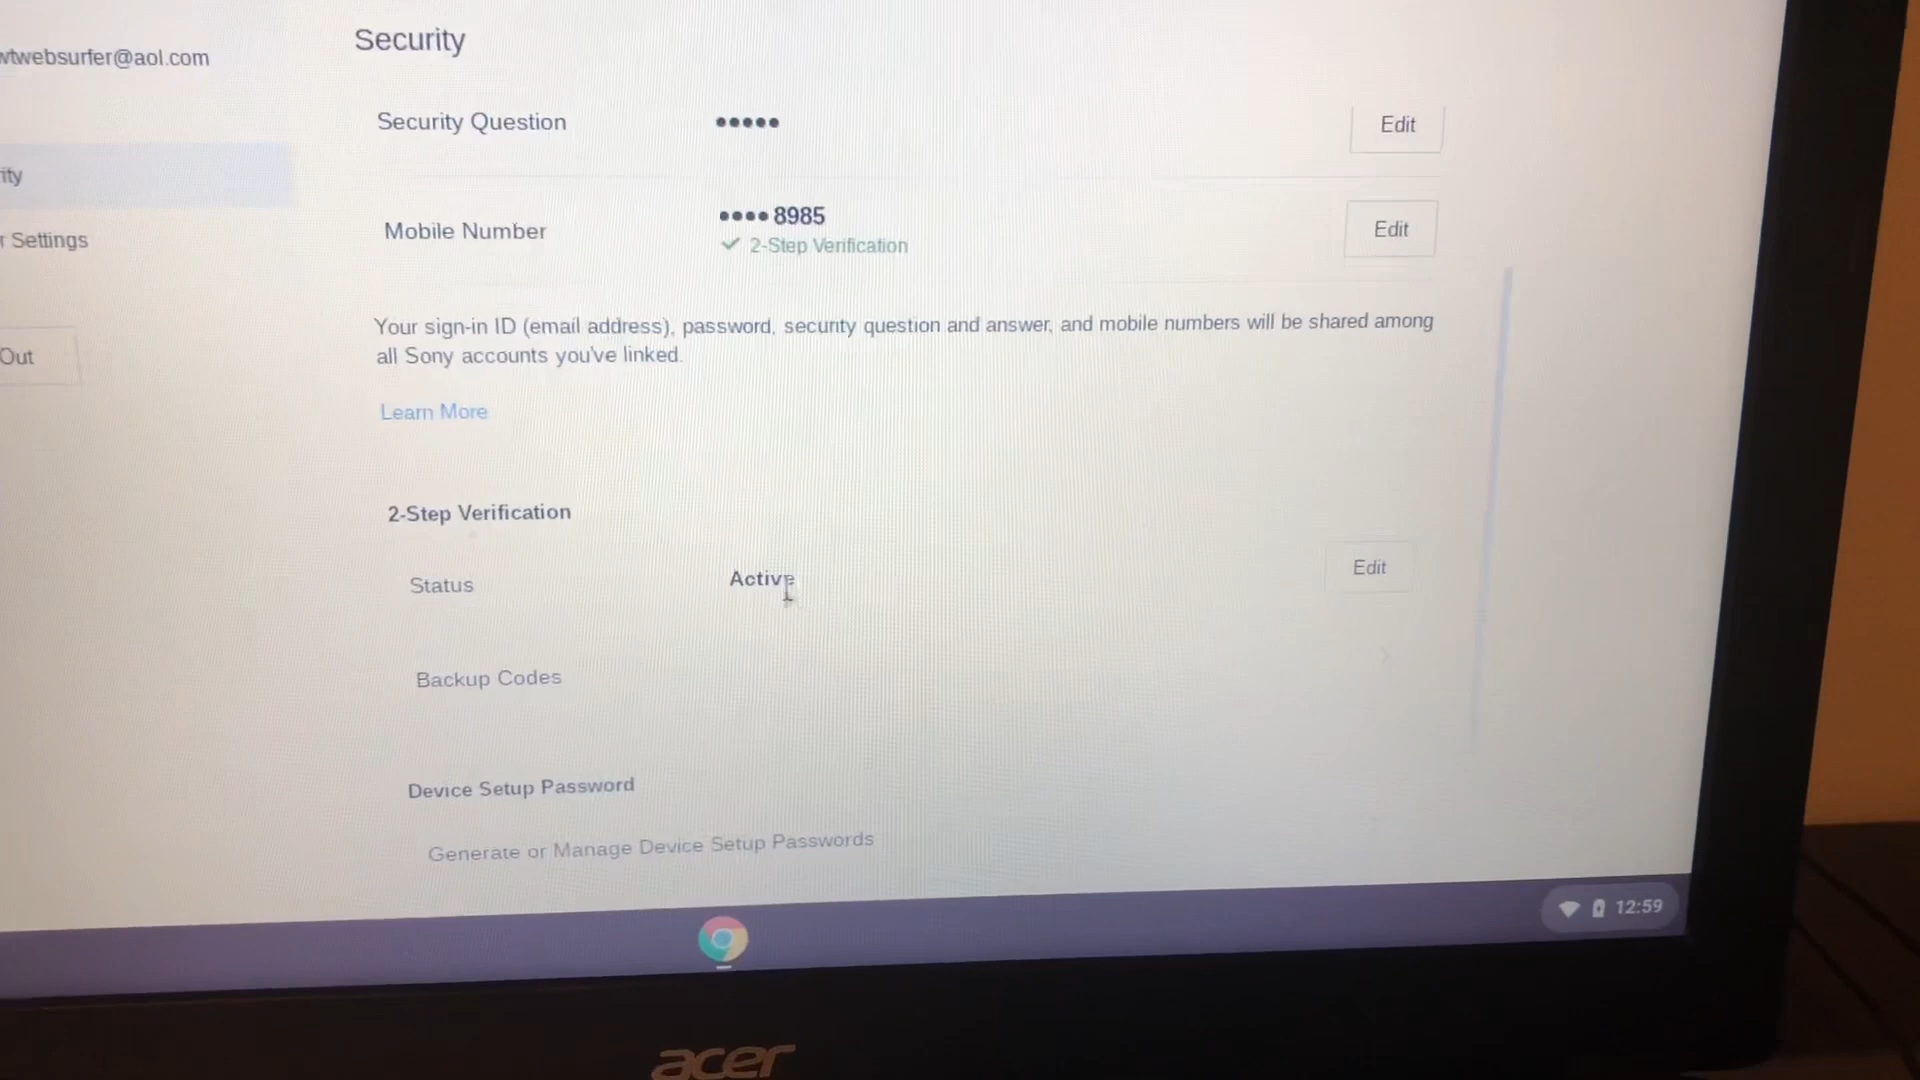 Security
wtwebsurfer@aol.com
Security Question ••••• Edit
ity
Mobile Number •••• 8985 Edit
✓ 2-Step Verification
r Settings
Your sign-in ID (email address), password, security question and answer, and mobile numbers will be shared among
all Sony accounts you've linked.
Out
Learn More
2-Step Verification
Status Active Edit
Backup Codes
Device Setup Password
Generate or Manage Device Setup Passwords
12:59
acer